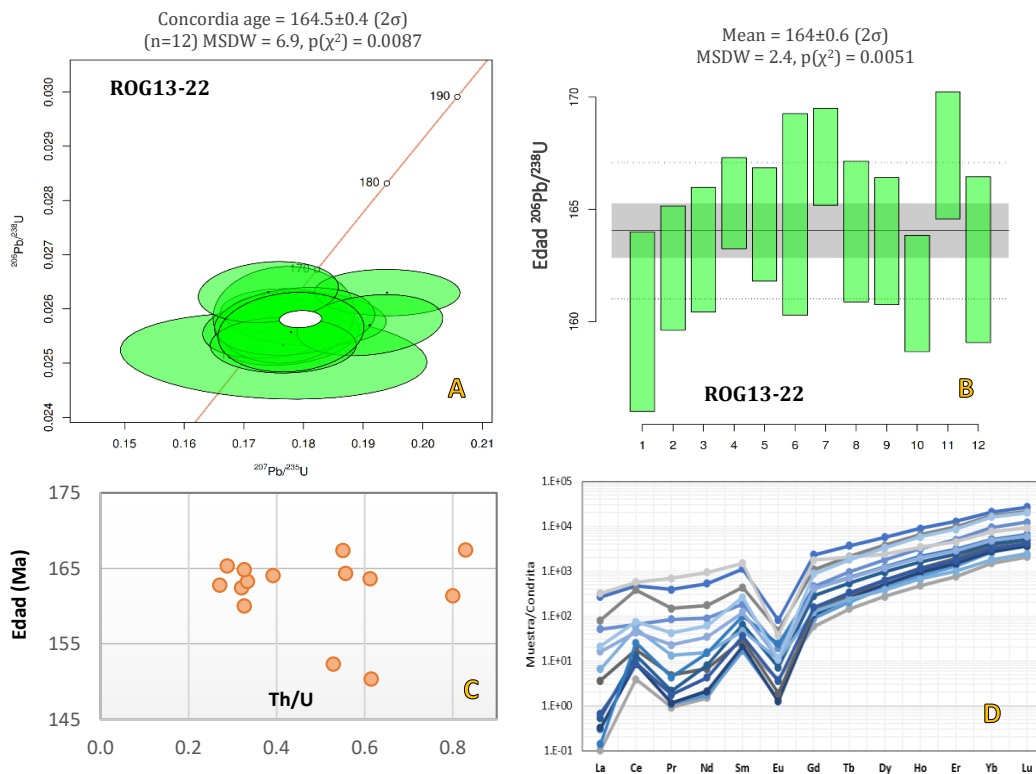 Concordia age = 164.5±0.4 (2σ)
(n=12) MSDW = 6.9, p(χ²) = 0.0087
ROG13-22
²⁰⁶Pb/²³⁸U
0.030
0.029
0.028
0.027
0.026
0.025
0.024
190
180
170
A
0.15
0.16
0.17
0.18
0.19
0.20
0.21
²⁰⁷Pb/²³⁵U
Mean = 164±0.6 (2σ)
MSDW = 2.4, p(χ²) = 0.0051
Edad ²⁰⁶Pb/²³⁸U
170
165
160
B
ROG13-22
1 2 3 4 5 6 7 8 9 10 11 12
Edad (Ma)
175
165
155
145
Th/U
C
0.0 0.2 0.4 0.6 0.8
Muestra/Condrita
1.E+05
1.E+04
1.E+03
1.E+02
1.E+01
1.E+00
1.E-01
D
La Ce Pr Nd Sm Eu Gd Tb Dy Ho Er Yb Lu